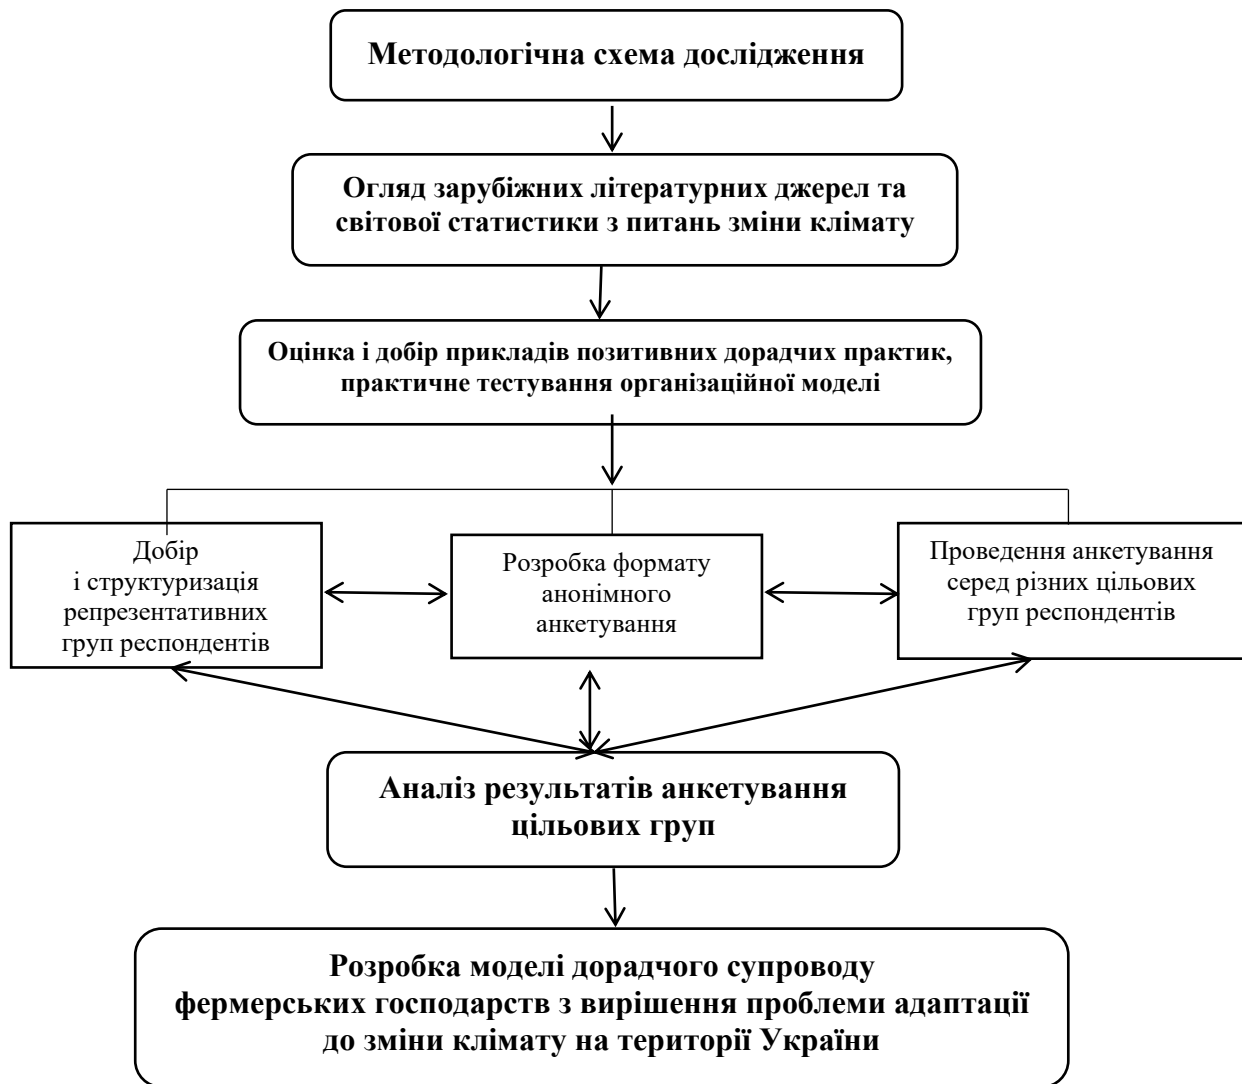 Методологічна схема дослідження
Огляд зарубіжних літературних джерел та
світової статистики з питань зміни клімату
Оцінка і добір прикладів позитивних дорадчих практик,
практичне тестування організаційної моделі
Добір
і структуризація
репрезентативних
груп респондентів
Розробка формату
анонімного
анкетування
Проведення анкетування
серед різних цільових
груп респондентів
Аналіз результатів анкетування
цільових груп
Розробка моделі дорадчого супроводу
фермерських господарств з вирішення проблеми адаптації
до зміни клімату на території України